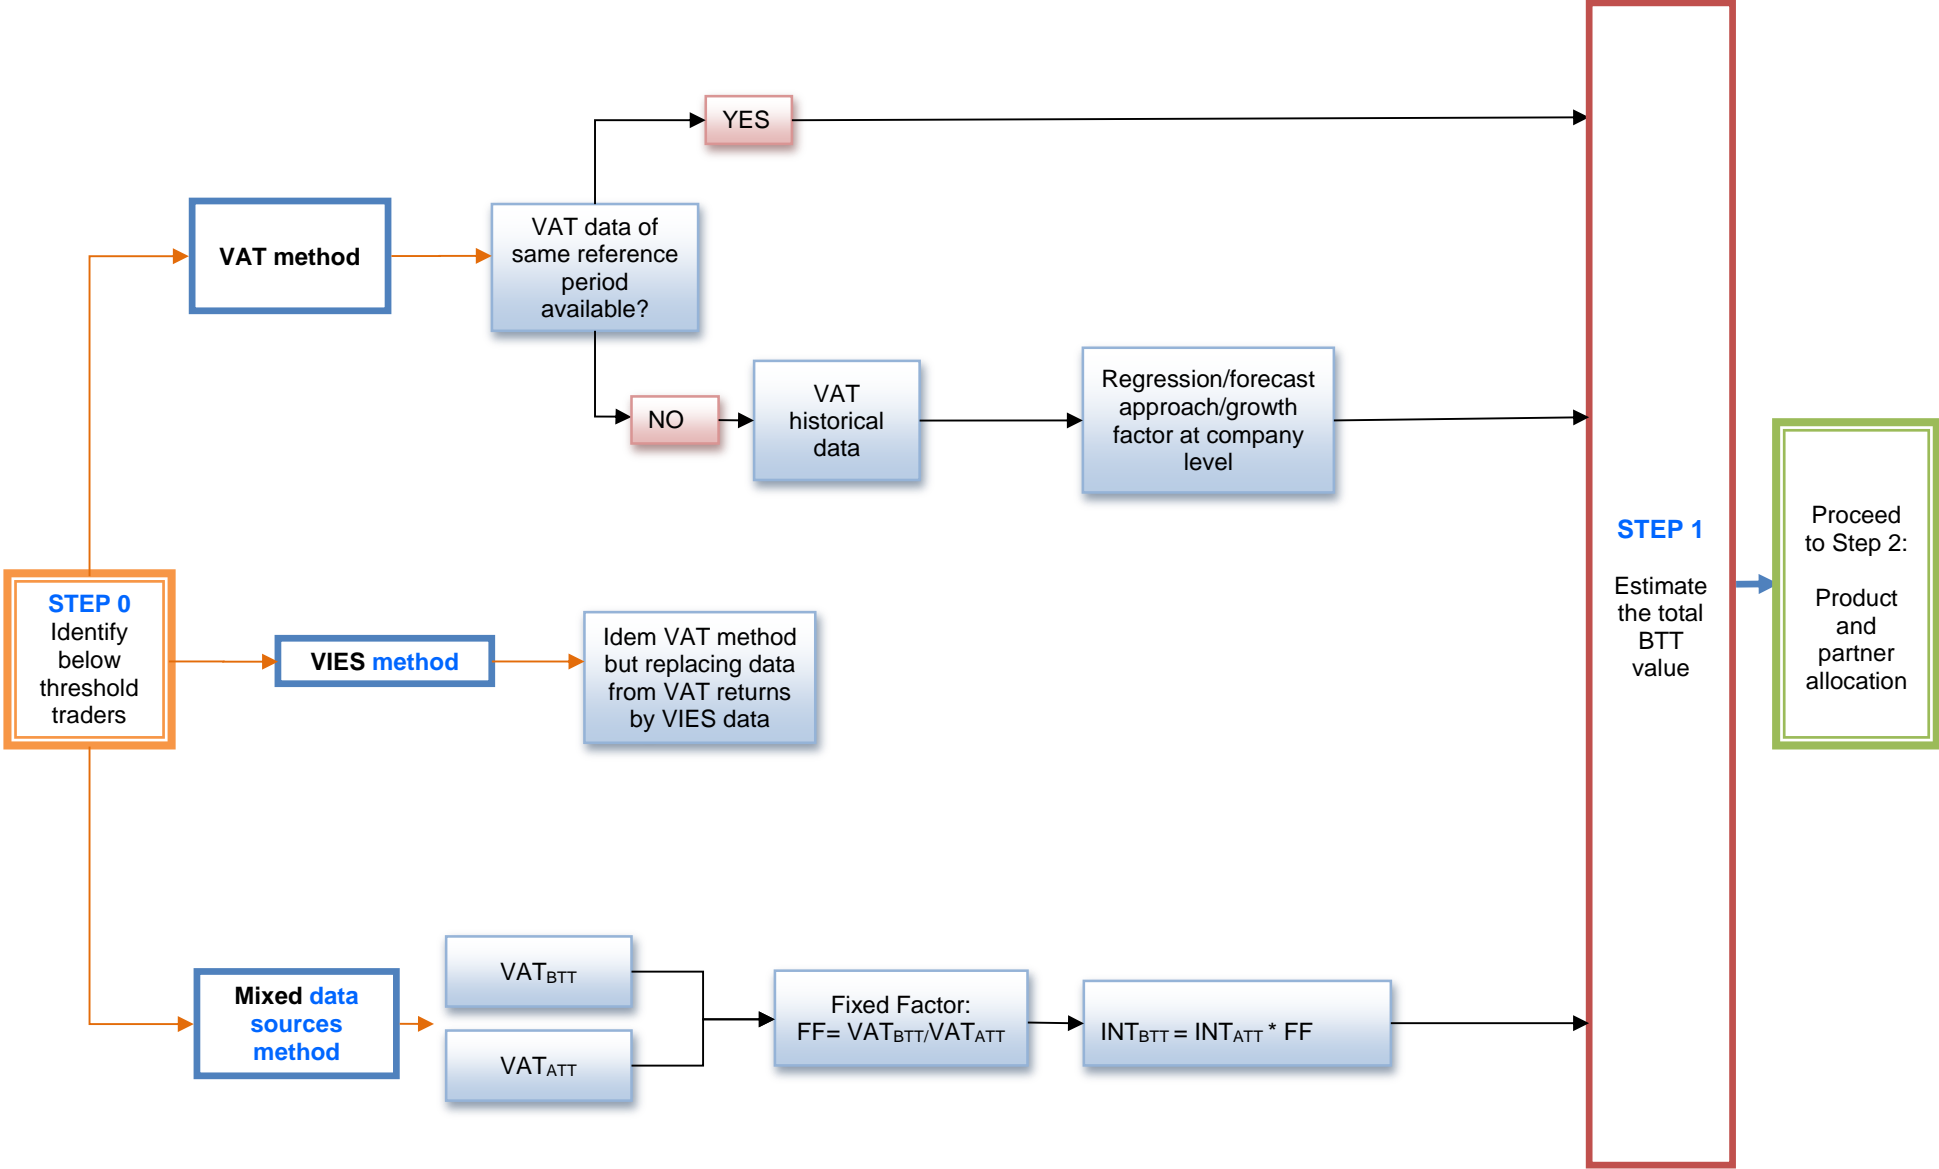 YES
VAT method
VAT data of
same reference
period
available?
NO
VAT
historical
data
Regression/forecast
approach/growth
factor at company
level
STEP 0
Identify
below
threshold
traders
VIES method
Idem VAT method
but replacing data
from VAT returns
by VIES data
Mixed data
sources
method
VATBTT
VATATT
Fixed Factor:
FF= VATBTT/VATATT
INTBTT = INTATT * FF
STEP 1
Estimate
the total
BTT
value
Proceed
to Step 2:
Product
and
partner
allocation